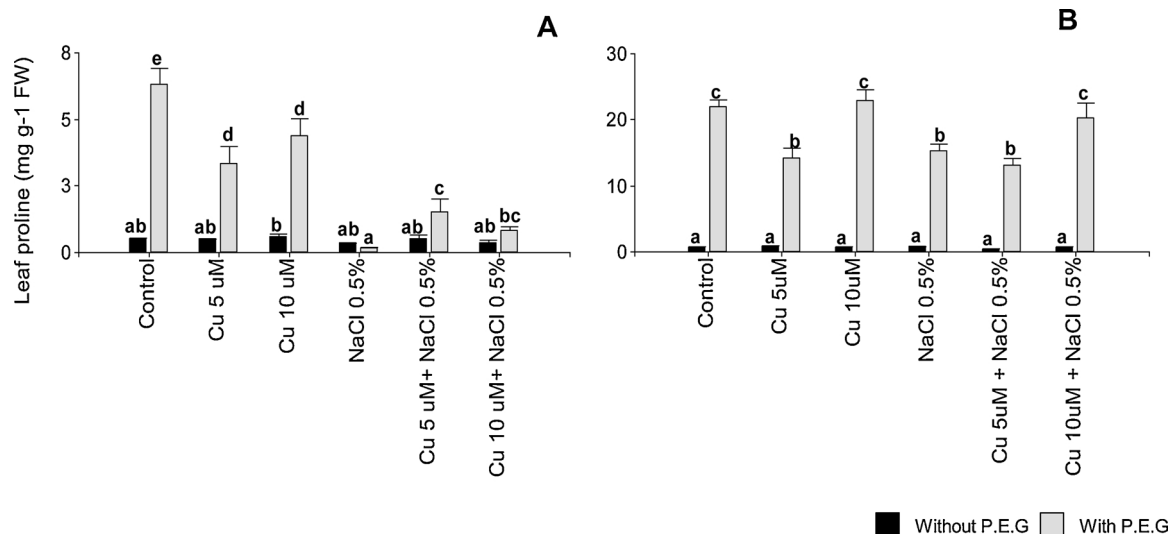 A
B
Leaf proline (mg g-1 FW)
8
5
3
0
e
d
d
c
bc
ab
ab
b
ab
a
ab
ab
Control
Cu 5 uM
Cu 10 uM
NaCl 0.5%
Cu 5 uM+ NaCl 0.5%
Cu 10 uM+ NaCl 0.5%
30
20
10
0
c
b
c
b
b
c
a
a
a
a
a
a
Control
Cu 5uM
Cu 10uM
NaCl 0.5%
Cu 5uM + NaCl 0.5%
Cu 10uM + NaCl 0.5%
Without P.E.G
With P.E.G